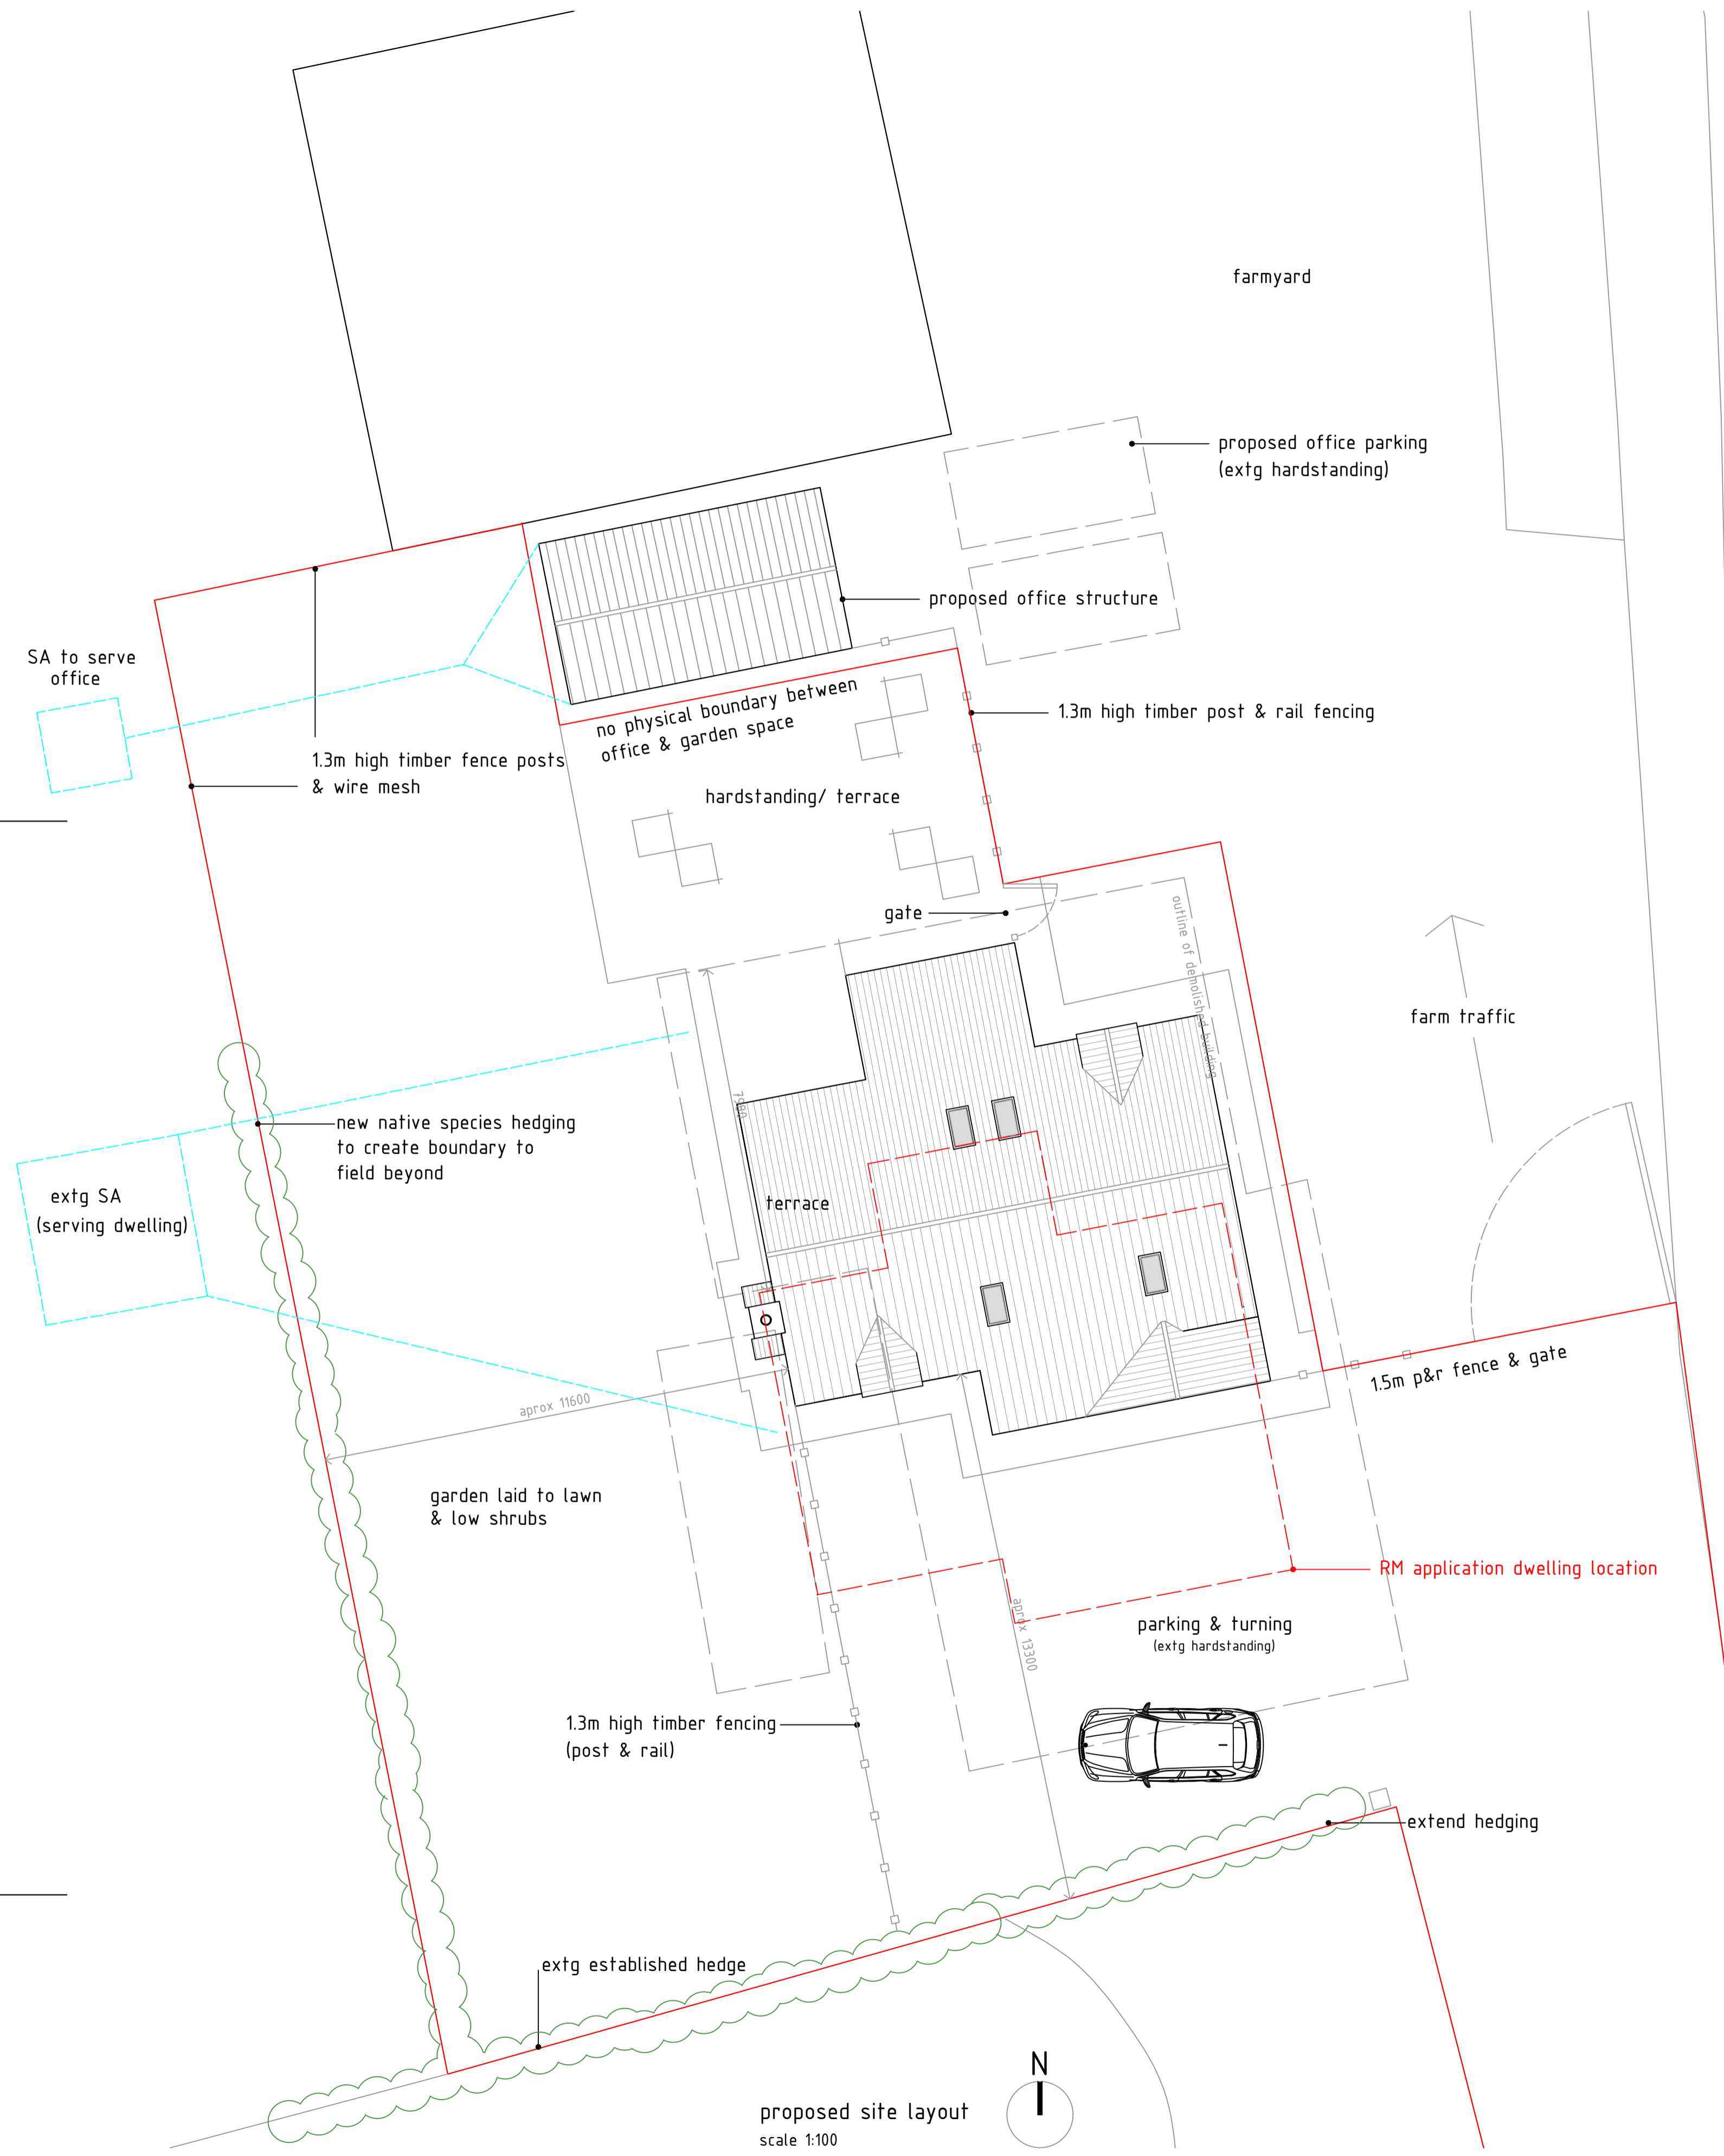 farmyard
proposed office parking
(extg hardstanding)
proposed office structure
SA to serve
office
no physical boundary between
office & garden space
1.3m high timber post & rail fencing
1.3m high timber fence posts
& wire mesh
hardstanding/ terrace
gate
outline of demolished building
farm traffic
7980
new native species hedging
to create boundary to
field beyond
extg SA
(serving dwelling)
terrace
1.5m p&r fence & gate
aprox 11600
garden laid to lawn
& low shrubs
RM application dwelling location
aprox 13300
parking & turning
(extg hardstanding)
1.3m high timber fencing
(post & rail)
extend hedging
extg established hedge
N
proposed site layout
scale 1:100